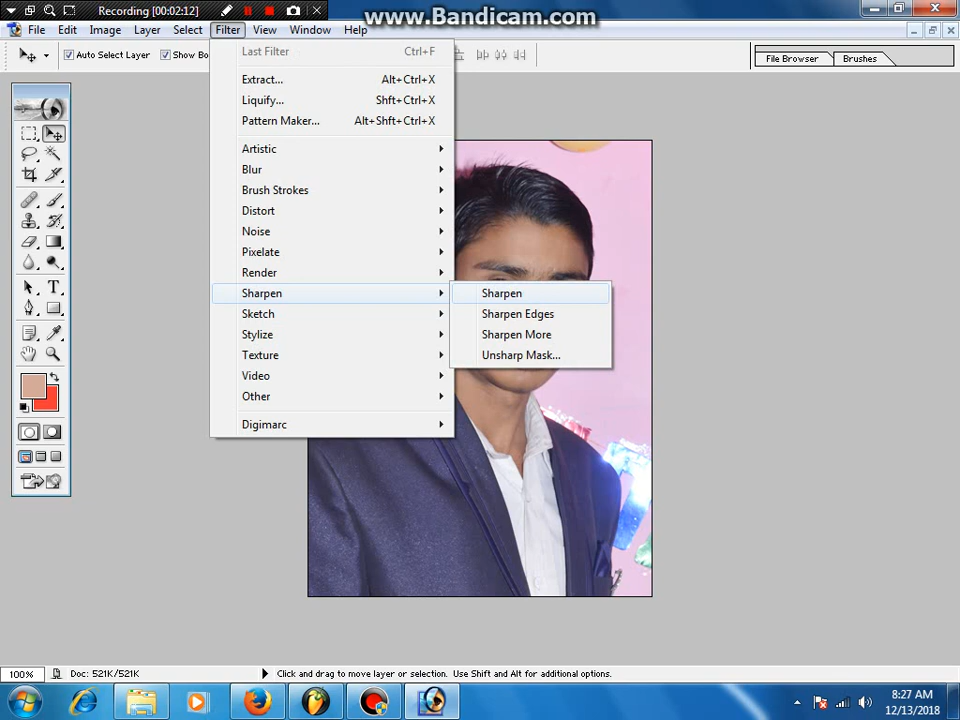 Recording [00:02:12]
www.Bandicam.com
File Edit Image Layer Select Filter View Window Help
Auto Select Layer Show Bo
File Browser Brushes
Last Filter Ctrl+F
Extract... Alt+Ctrl+X
Liquify... Shft+Ctrl+X
Pattern Maker... Alt+Shft+Ctrl+X
Artistic
Blur
Brush Strokes
Distort
Noise
Pixelate
Render
Sharpen
Sketch
Stylize
Texture
Video
Other
Digimarc
Sharpen
Sharpen Edges
Sharpen More
Unsharp Mask...
T
100% Doc: 521K/521K Click and drag to move layer or selection. Use Shift and Alt for additional options.
8:27 AM
12/13/2018